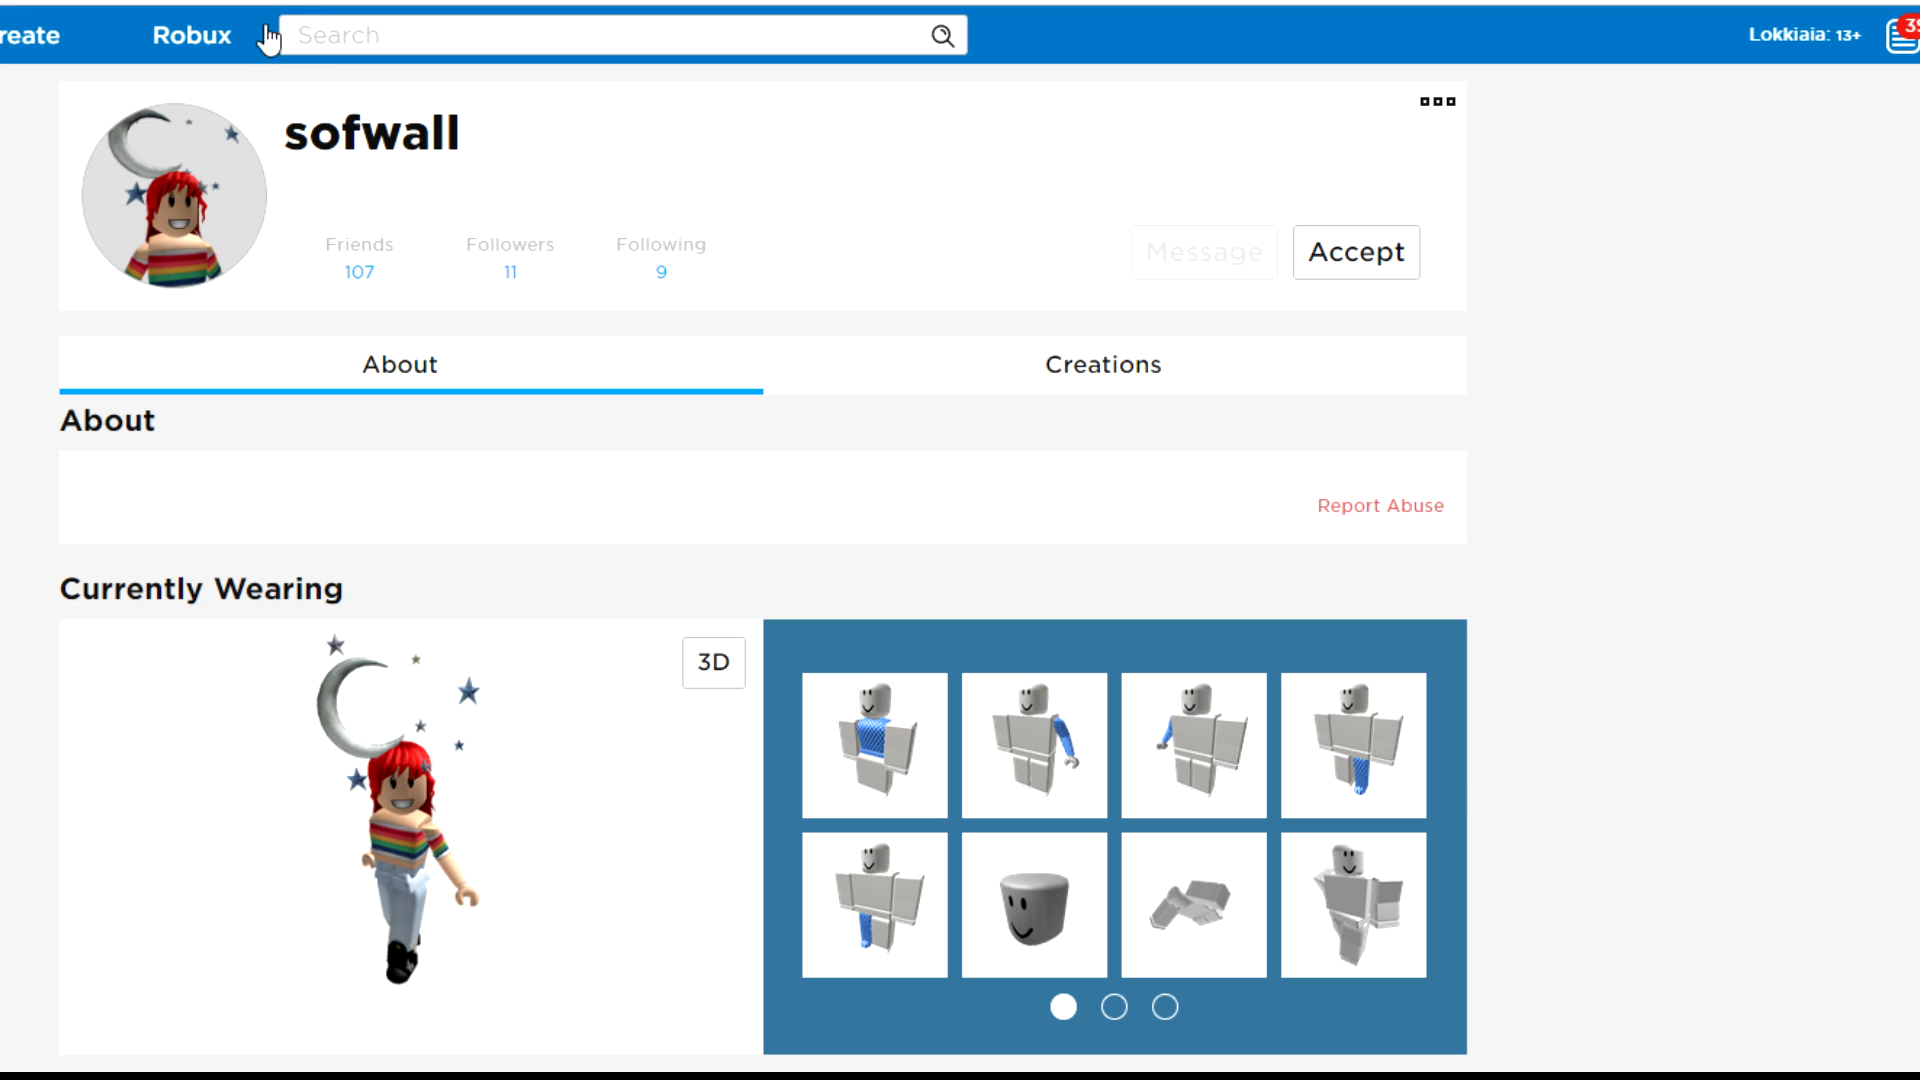 reate
Robux
Search
Lokkiaia: 13+
sofwall
Friends
Followers
Following
107
11
9
Message
Accept
About
Creations
About
Report Abuse
Currently Wearing
3D